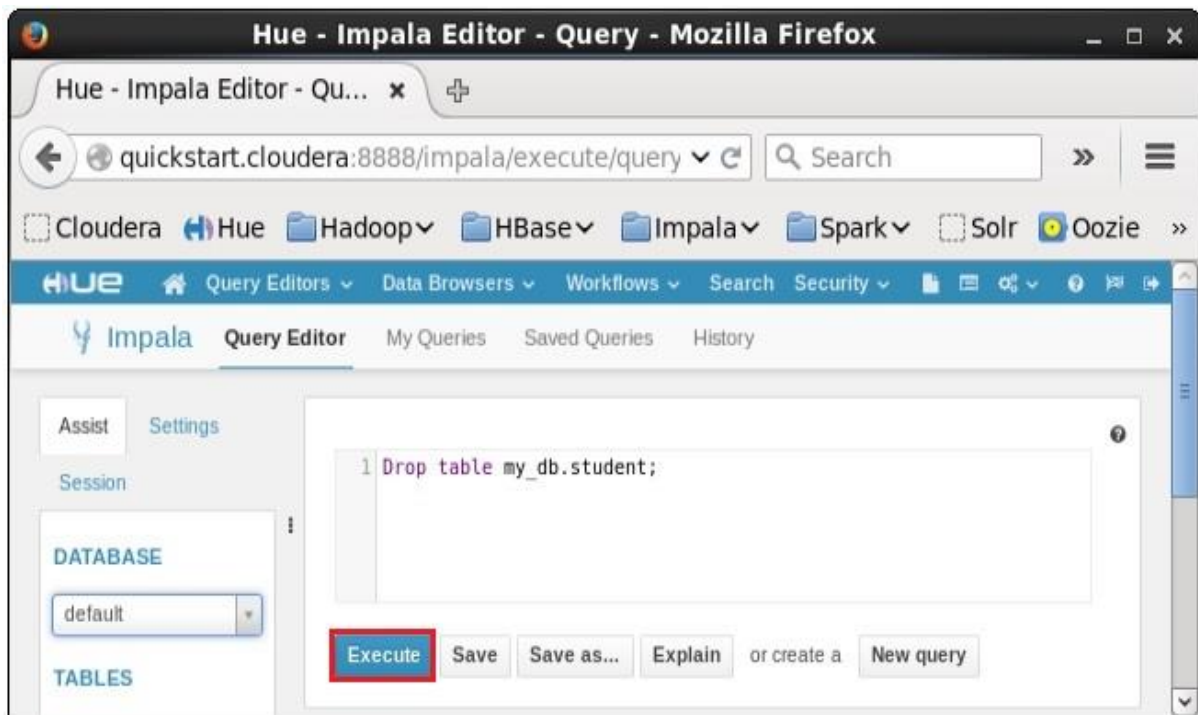 Hue - Impala Editor - Query - Mozilla Firefox
Hue - Impala Editor - Qu...
quickstart.cloudera:8888/impala/execute/query Search
Cloudera Hue Hadoop HBase Impala Spark Solr Oozie »
HUE Query Editors Data Browsers Workflows Search Security
Impala Query Editor My Queries Saved Queries History
Assist Settings
Session
1 Drop table my_db.student;
DATABASE
default
Execute Save Save as... Explain or create a New query
TABLES